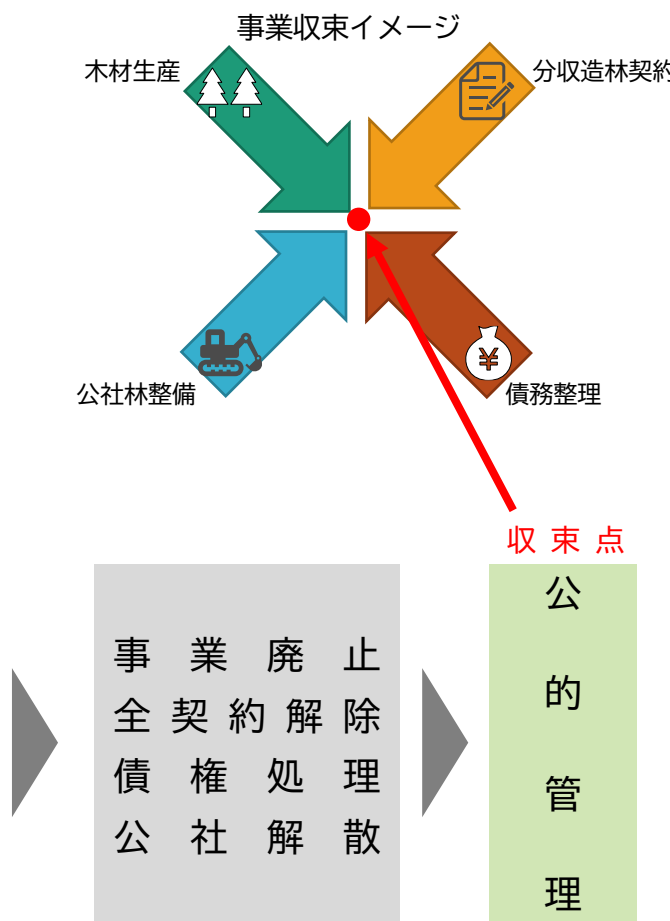 事業収束イメージ
木材生産
分収造林契約
公社林整備
債務整理
収束点
事業廃止
全契約解除
債権処理
公社解散
公的管理